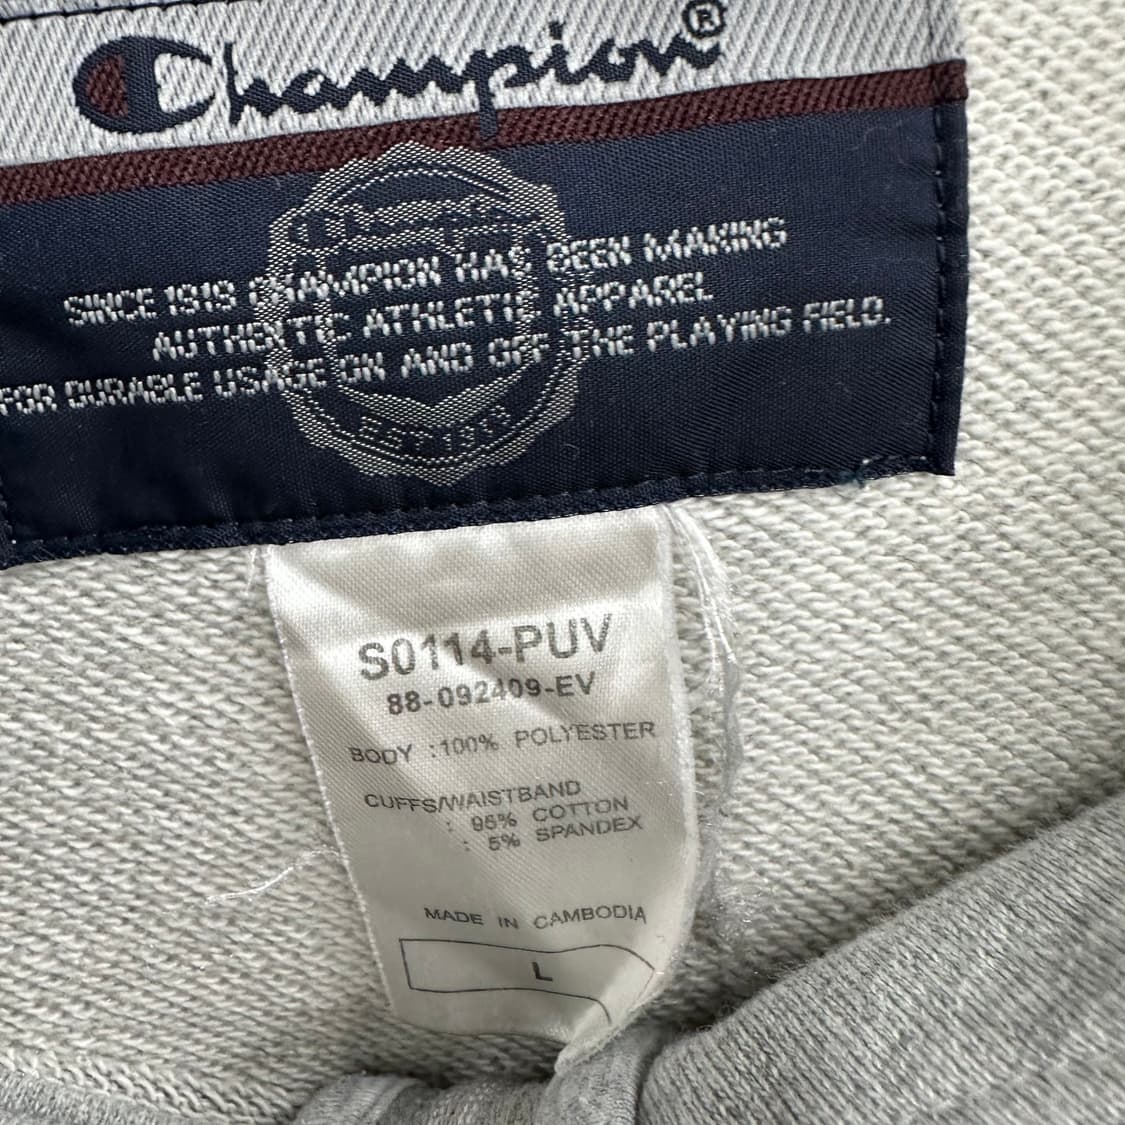 Champion®
SINCE 1919 CHAMPION HAS BEEN MAKING
AUTHENTIC ATHLETIC APPAREL
FOR DURABLE USAGE ON AND OFF THE PLAYING FIELD.
Champion
EST 1919
S0114-PUV
88-092409-EV
BODY :100% POLYESTER
CUFFS/WAISTBAND
: 95% COTTON
: 5% SPANDEX
MADE IN CAMBODIA
L